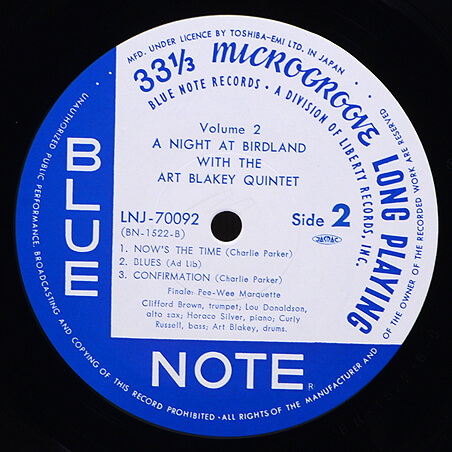 MFD. UNDER LICENCE BY TOSHIBA-EMI LTD. IN JAPAN
33 1/3 MICROGROOVE LONG PLAYING
BLUE NOTE RECORDS • A DIVISION OF LIBERTY RECORDS, INC.
Volume 2
A NIGHT AT BIRDLAND
WITH THE
ART BLAKEY QUINTET
LNJ-70092
(BN-1522-B)
Side 2
1. NOW'S THE TIME (Charlie Parker)
2. BLUES (Ad Lib)
3. CONFIRMATION (Charlie Parker)
Finale: Pee-Wee Marquette
Clifford Brown, trumpet; Lou Donaldson,
alto sax; Horace Silver, piano; Curly
Russell, bass; Art Blakey, drums.
BLUE
NOTE
R
UNAUTHORIZED PUBLIC PERFORMANCE, BROADCASTING AND COPYING OF THIS RECORD PROHIBITED • ALL RIGHTS OF THE MANUFACTURER AND OF THE OWNER OF THE RECORDED WORK ARE RESERVED